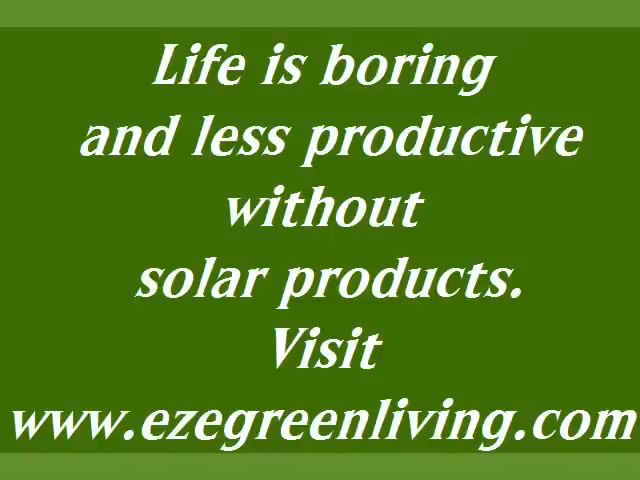 Life is boring
and less productive
without
solar products.
Visit
www.ezegreenliving.com